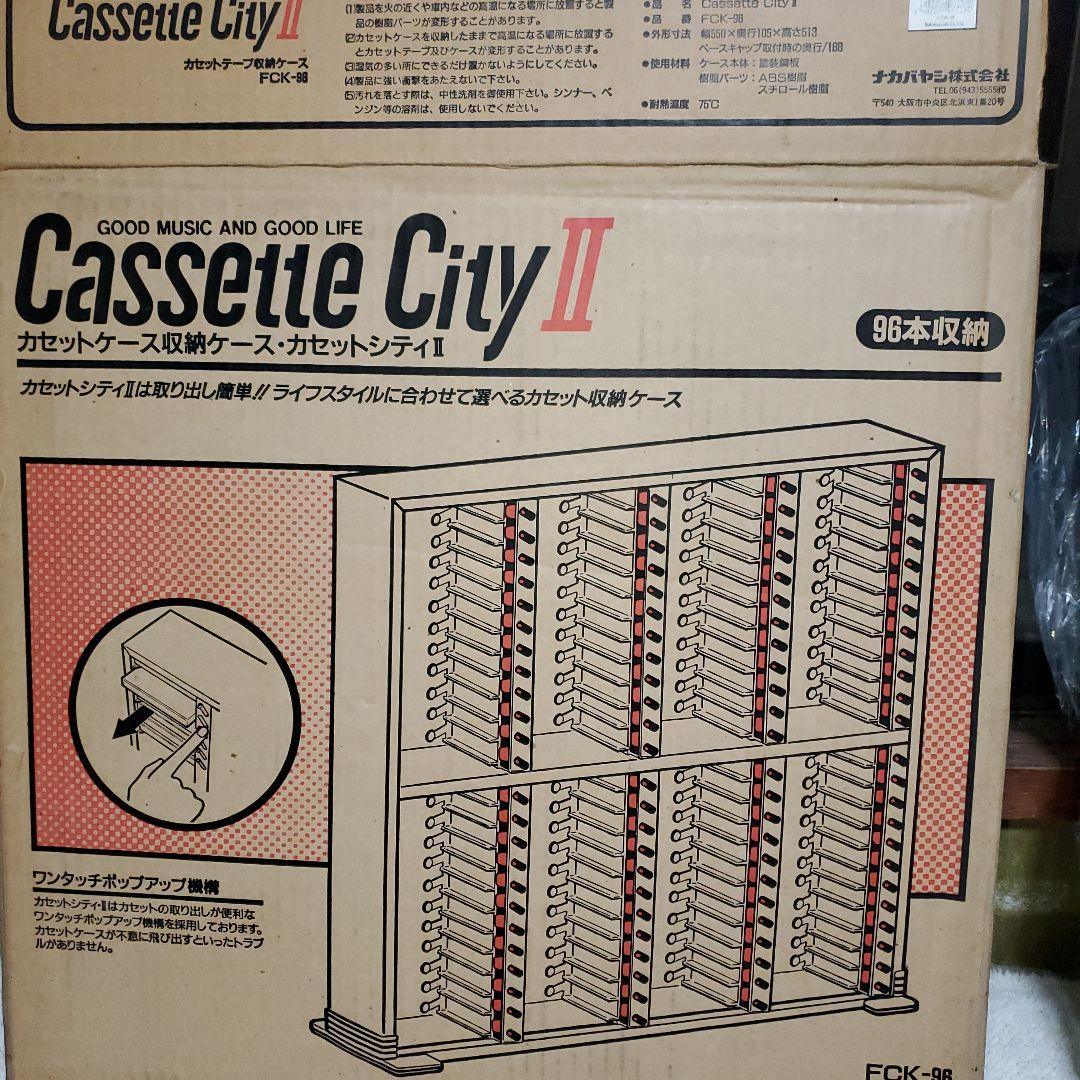 Cassette City II
カセットテープ収納ケース
FCK-96
(1)製品を火の近くや車内などの高温になる場所に放置すると製
品の樹脂パーツが変形することがあります。
(2)カセットケースを収納したままで高温になる場所に放置する
とカセットテープ及びケースが変形することがあります。
(3)湿気の多い所にできるだけ置かないようにしてください。
(4)製品に強い衝撃をあたえないで下さい。
(5)汚れを落とす際は、中性洗剤を御使用下さい。シンナー、ベ
ンジン等の溶剤は、使用しないでください。
●品 名 Cassette City II
●品 番 FCK-96
●外形寸法 幅550×奥行105×高さ513
ベースキャップ取付時の奥行/168
●使用材料 ケース本体:塗装鋼板
樹脂パーツ:ABS樹脂
スチロール樹脂
●耐熱温度 75℃
ナカバヤシ株式会社
TEL 06(943)5555㈹
〒540 大阪市中央区北浜東1番20号
GOOD MUSIC AND GOOD LIFE
Cassette City II
カセットケース収納ケース・カセットシティII
96本収納
カセットシティIIは取り出し簡単!! ライフスタイルに合わせて選べるカセット収納ケース
ワンタッチポップアップ機構
カセットシティ・IIはカセットの取り出しが便利な
ワンタッチポップアップ機構を採用しております。
カセットケースが不意に飛び出すといったトラブ
ルがありません。
FCK-96